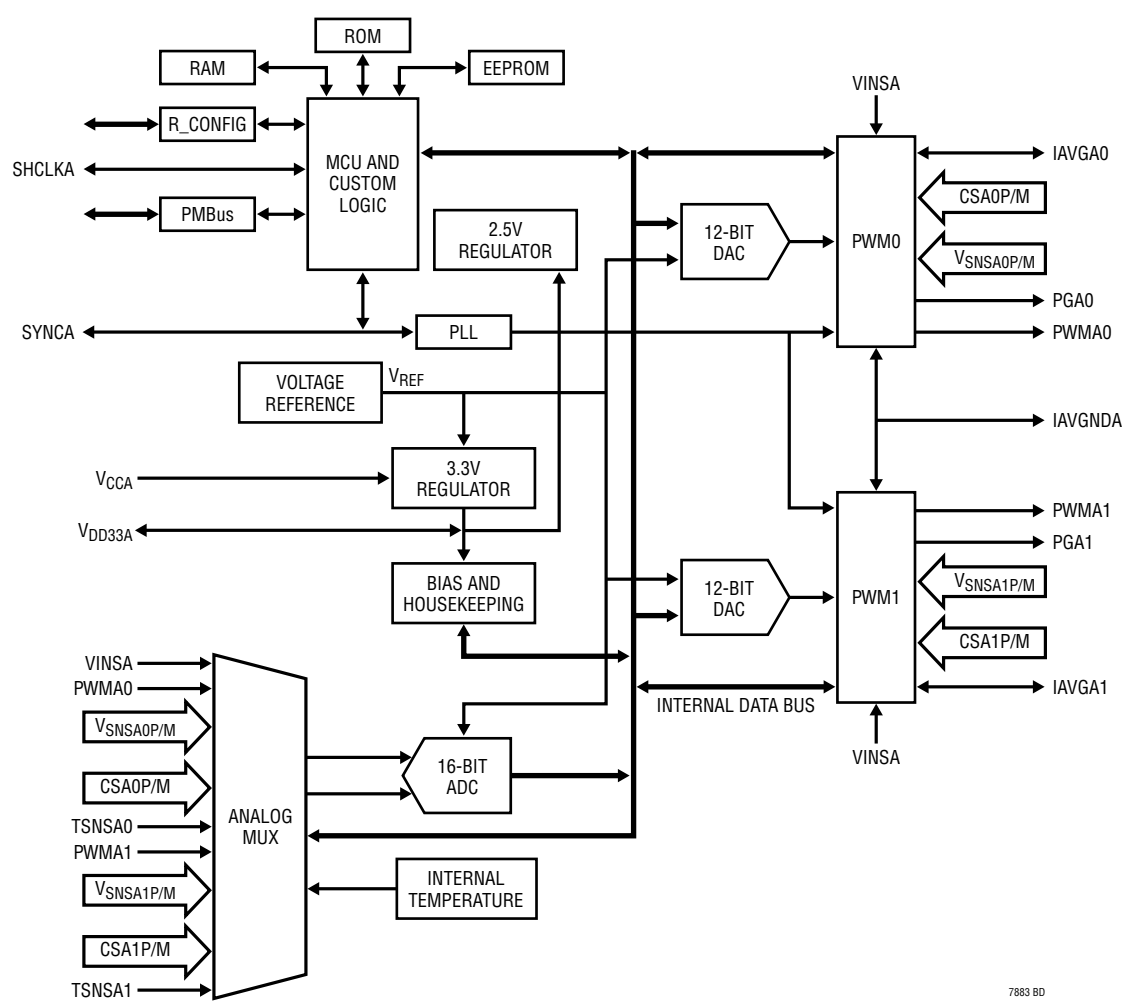 ROM
RAM
EEPROM
R_CONFIG
MCU AND
CUSTOM
LOGIC
SHCLKA
PMBus
2.5V
REGULATOR
SYNCA
PLL
VOLTAGE
REFERENCE
VREF
VCCA
3.3V
REGULATOR
VDD33A
BIAS AND
HOUSEKEEPING
VINSA
PWM0
12-BIT
DAC
IAVGA0
CSA0P/M
VSNSA0P/M
PGA0
PWMA0
IAVGNDA
PWM1
12-BIT
DAC
PWMA1
PGA1
VSNSA1P/M
CSA1P/M
IAVGA1
INTERNAL DATA BUS
VINSA
VINSA
PWMA0
VSNSA0P/M
CSA0P/M
TSNSA0
PWMA1
VSNSA1P/M
CSA1P/M
TSNSA1
ANALOG
MUX
16-BIT
ADC
INTERNAL
TEMPERATURE
7883 BD